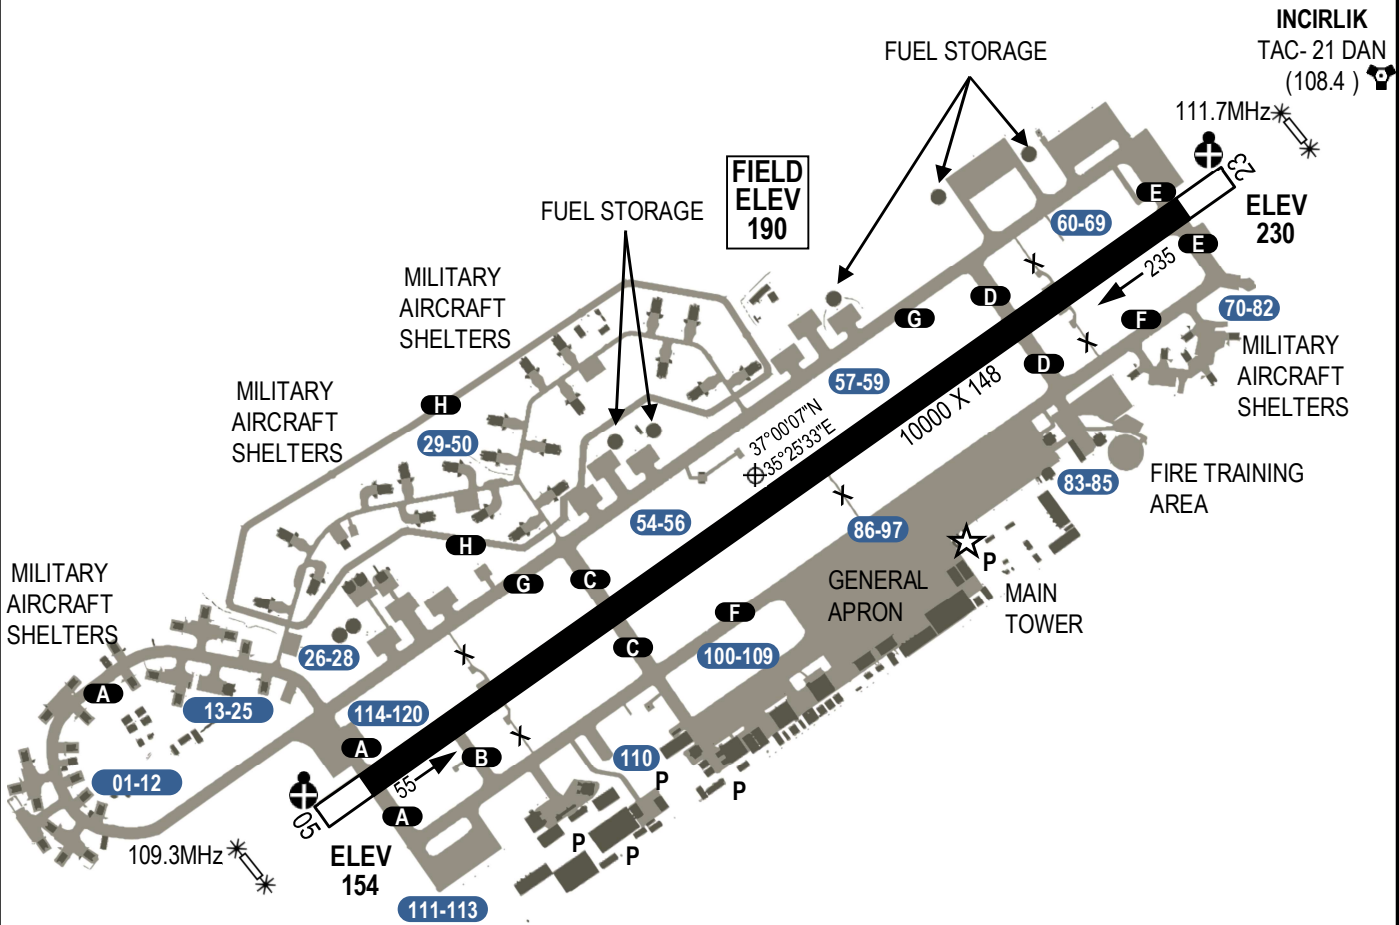 INCIRLIK
TAC- 21 DAN
(108.4 )
FUEL STORAGE
111.7MHz
23
FIELD
ELEV
190
E
ELEV
230
FUEL STORAGE
60-69
E
235
MILITARY
AIRCRAFT
SHELTERS
D
X
G
F
70-82
X
MILITARY
AIRCRAFT
SHELTERS
D
57-59
10000 X 148
MILITARY
AIRCRAFT
SHELTERS
H
29-50
37°00'07"N
35°25'33"E
FIRE TRAINING
AREA
83-85
X
54-56
86-97
H
P
MAIN
TOWER
GENERAL
APRON
MILITARY
AIRCRAFT
SHELTERS
G
C
F
C
100-109
26-28
X
A
13-25
114-120
X
A
B
110
P
P
01-12
55
A
05
109.3MHz
ELEV
154
P
P
111-113